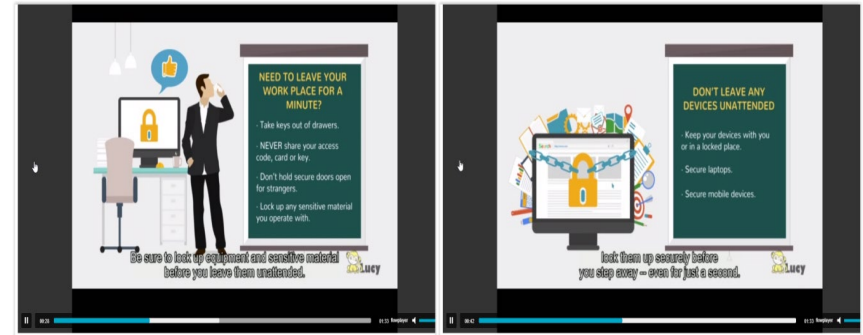 NEED TO LEAVE YOUR
WORK PLACE FOR A
MINUTE?
- Take keys out of drawers.
- NEVER share your access
code, card or key.
- Don't hold secure doors open
for strangers.
- Lock up any sensitive material
you operate with.
Be sure to lock up equipment and sensitive material
before you leave them unattended.
Lucy
00:28
01:33
DON'T LEAVE ANY
DEVICES UNATTENDED
- Keep your devices with you
or in a locked place.
- Secure laptops.
- Secure mobile devices.
lock them up securely before
you step away – even for just a second.
Lucy
00:42
01:33